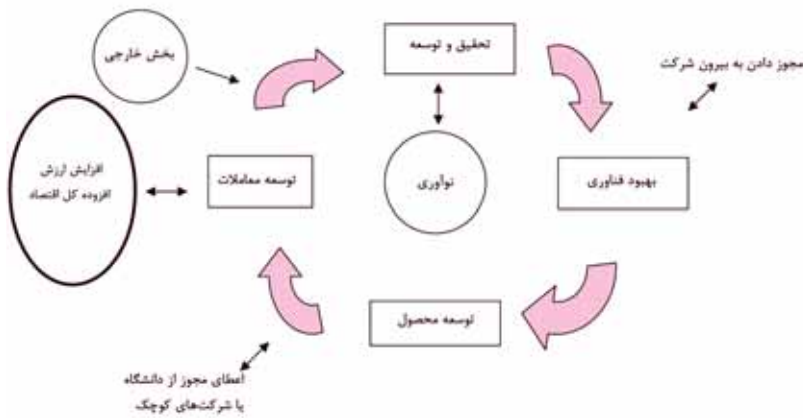 بخش خارجی
تحقیق و توسعه
مجوز دادن به بیرون شرکت
افزایش ارزش
افزوده کل اقتصاد
توسعه معاملات
نوآوری
بهبود فناوری
توسعه محصول
اعطای مجوز از دانشگاه
یا شرکت‌های کوچک